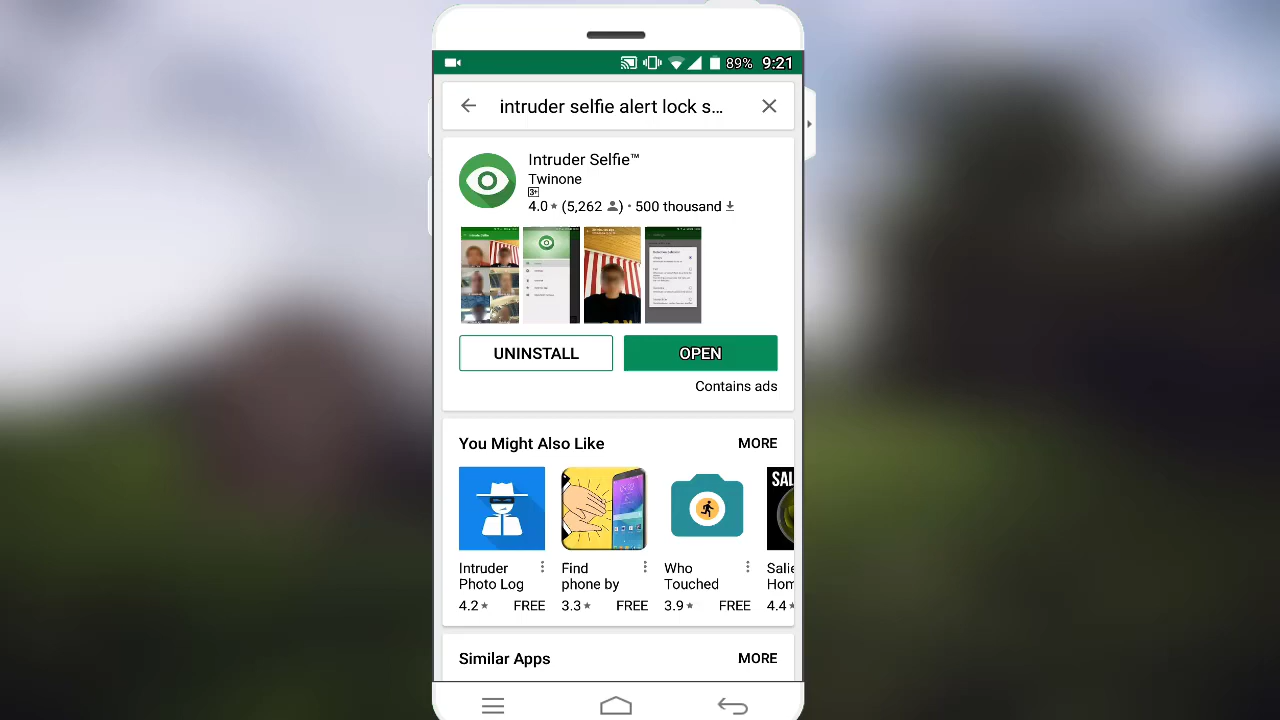 89% 9:21
intruder selfie alert lock s...
Intruder Selfie™
Twinone
3+
4.0★ (5,262) • 500 thousand
UNINSTALL
OPEN
Contains ads
You Might Also Like
MORE
Intruder Photo Log
4.2★ FREE
Find phone by
3.3★ FREE
Who Touched
3.9★ FREE
SAL
Salie Hom
4.4★
Similar Apps
MORE